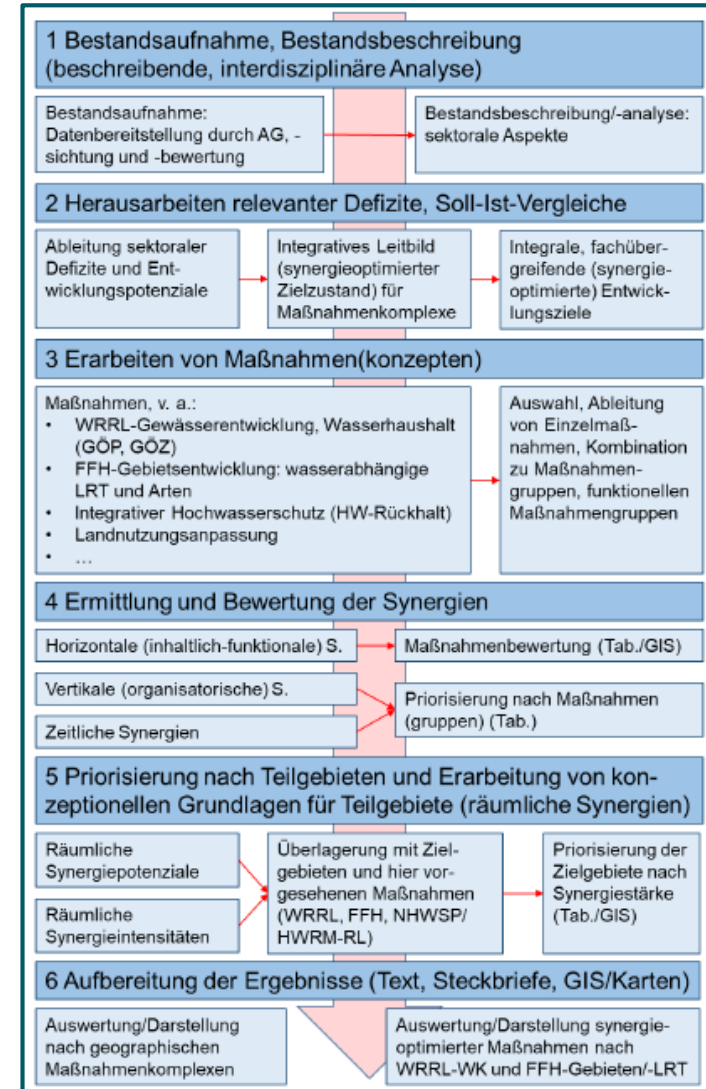 1 Bestandsaufnahme, Bestandsbeschreibung
(beschreibende, interdisziplinäre Analyse)
Bestandsaufnahme:
Datenbereitstellung durch AG, -
sichtung und -bewertung
Bestandsbeschreibung/-analyse:
sektorale Aspekte
2 Herausarbeiten relevanter Defizite, Soll-Ist-Vergleiche
Ableitung sektoraler
Defizite und Ent-
wicklungspotenziale
Integratives Leitbild
(synergieoptimierter
Zielzustand) für
Maßnahmenkomplexe
Integrale, fachüber-
greifende (synergie-
optimierte) Entwick-
lungsziele
3 Erarbeiten von Maßnahmen(konzepten)
Maßnahmen, v. a.:
• WRRL-Gewässerentwicklung, Wasserhaushalt
(GÖP, GÖZ)
• FFH-Gebietsentwicklung: wasserabhängige
LRT und Arten
• Integrativer Hochwasserschutz (HW-Rückhalt)
• Landnutzungsanpassung
• …
Auswahl, Ableitung
von Einzelmaß-
nahmen, Kombination
zu Maßnahmen-
gruppen, funktionellen
Maßnahmengruppen
4 Ermittlung und Bewertung der Synergien
Horizontale (inhaltlich-funktionale) S.
Maßnahmenbewertung (Tab./GIS)
Vertikale (organisatorische) S.
Zeitliche Synergien
Priorisierung nach Maßnahmen
(gruppen) (Tab.)
5 Priorisierung nach Teilgebieten und Erarbeitung von kon-
zeptionellen Grundlagen für Teilgebiete (räumliche Synergien)
Räumliche
Synergiepotenziale
Räumliche
Synergieintensitäten
Überlagerung mit Ziel-
gebieten und hier vor-
gesehenen Maßnahmen
(WRRL, FFH, NHWSP/
HWRM-RL)
Priorisierung der
Zielgebiete nach
Synergiestärke
(Tab./GIS)
6 Aufbereitung der Ergebnisse (Text, Steckbriefe, GIS/Karten)
Auswertung/Darstellung
nach geographischen
Maßnahmenkomplexen
Auswertung/Darstellung synergie-
optimierter Maßnahmen nach
WRRL-WK und FFH-Gebieten/-LRT